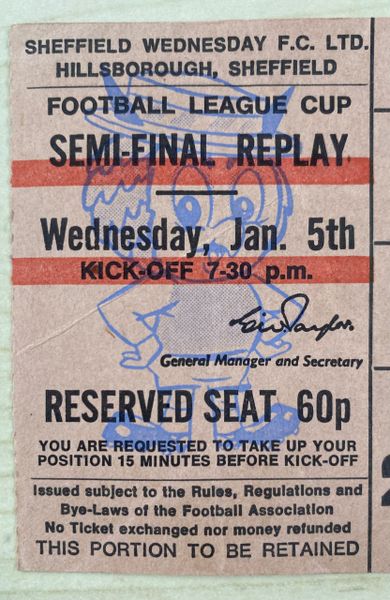 SHEFFIELD WEDNESDAY F.C. LTD.
HILLSBOROUGH, SHEFFIELD
FOOTBALL LEAGUE CUP
SEMI-FINAL REPLAY
Wednesday, Jan. 5th
KICK-OFF 7-30 p.m.
Eric Taylor.
General Manager and Secretary
RESERVED SEAT 60p
YOU ARE REQUESTED TO TAKE UP YOUR
POSITION 15 MINUTES BEFORE KICK-OFF
Issued subject to the Rules, Regulations and
Bye-Laws of the Football Association
No Ticket exchanged nor money refunded
THIS PORTION TO BE RETAINED